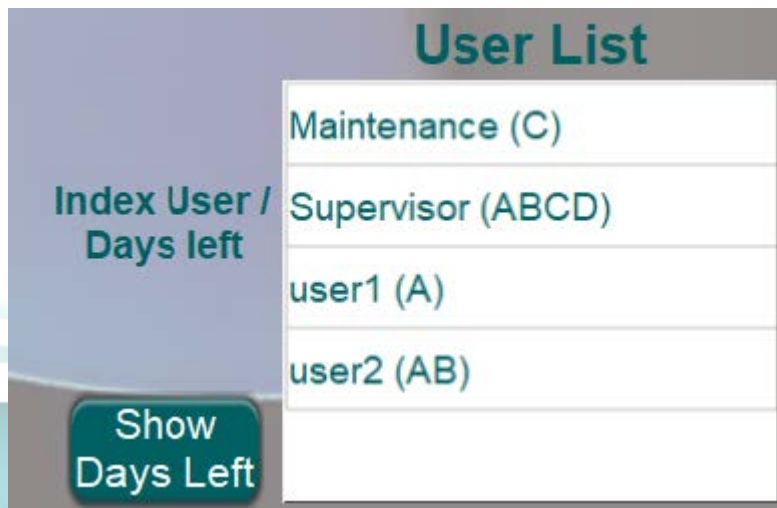 User List
Maintenance (C)
Index User /
Days left
Supervisor (ABCD)
user1 (A)
user2 (AB)
Show
Days Left